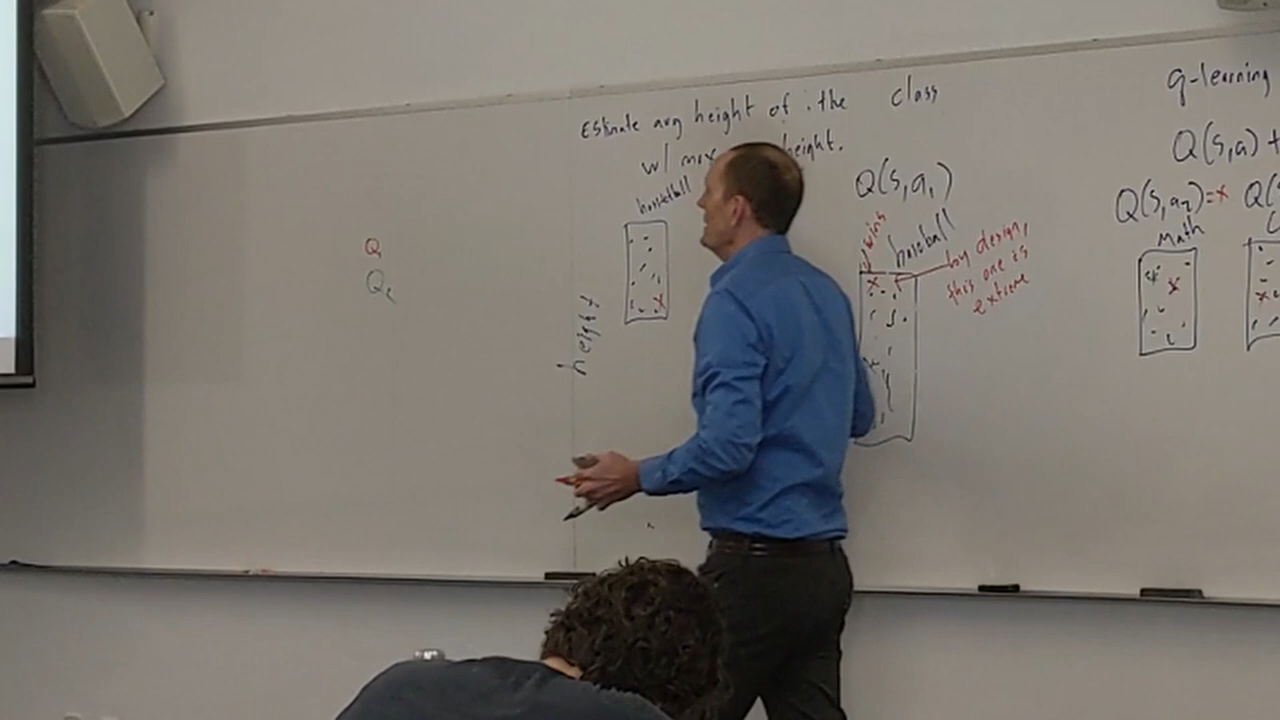 Estimate avg height of the class
w/ max height.
basketball
height
Q(s,a₁)
wins
baseball
by design,
this one is
extreme
q-learning
Q(s,a) +
Q(s,a₂)=x
Q(s
Math
Q
Q